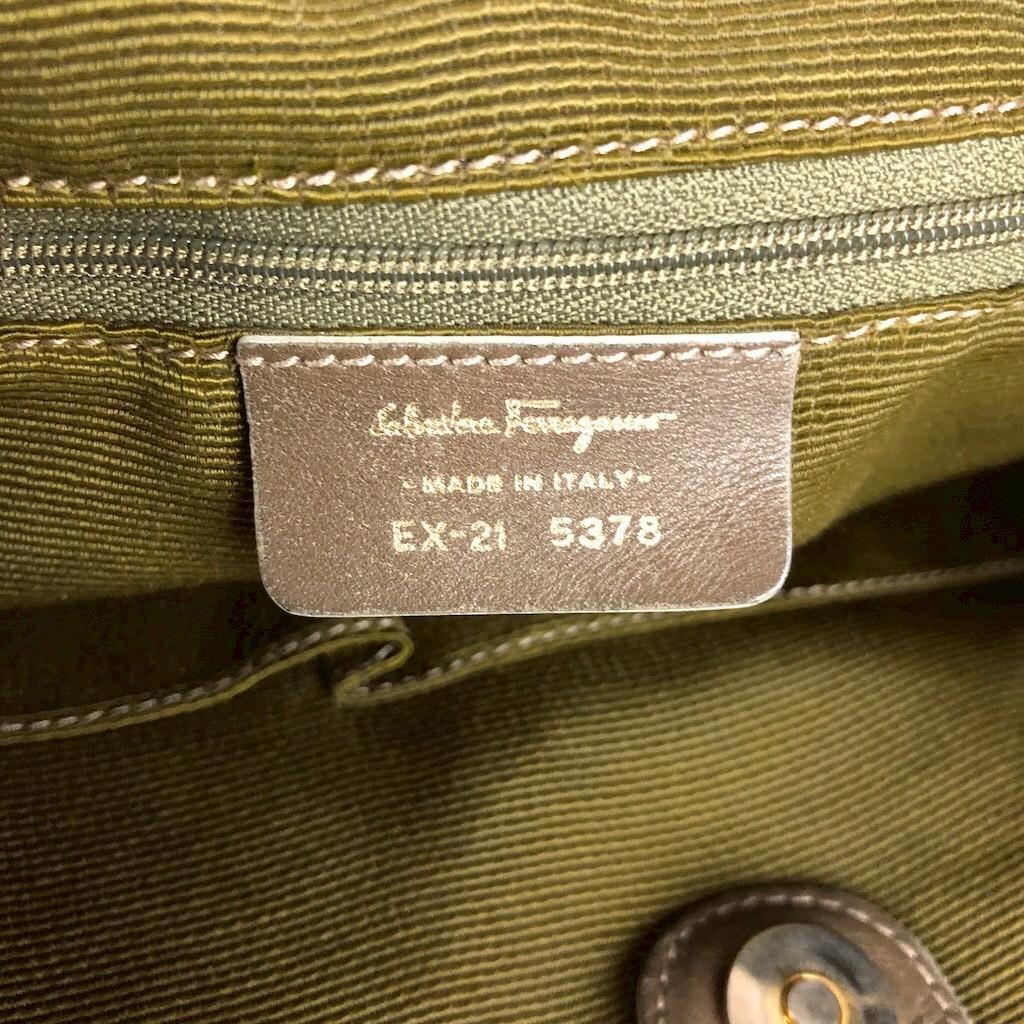 Salvatore Ferragamo
-MADE IN ITALY-
EX-21 5378